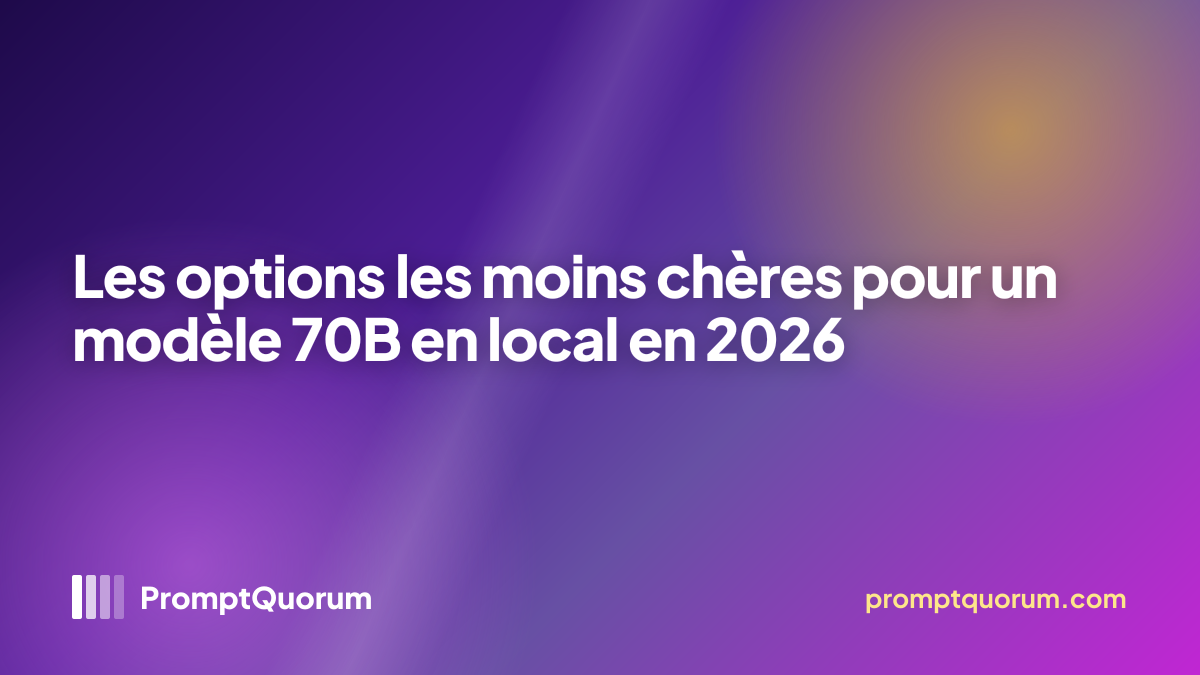 Les options les moins chères pour un
modèle 70B en local en 2026
PromptQuorum
promptquorum.com